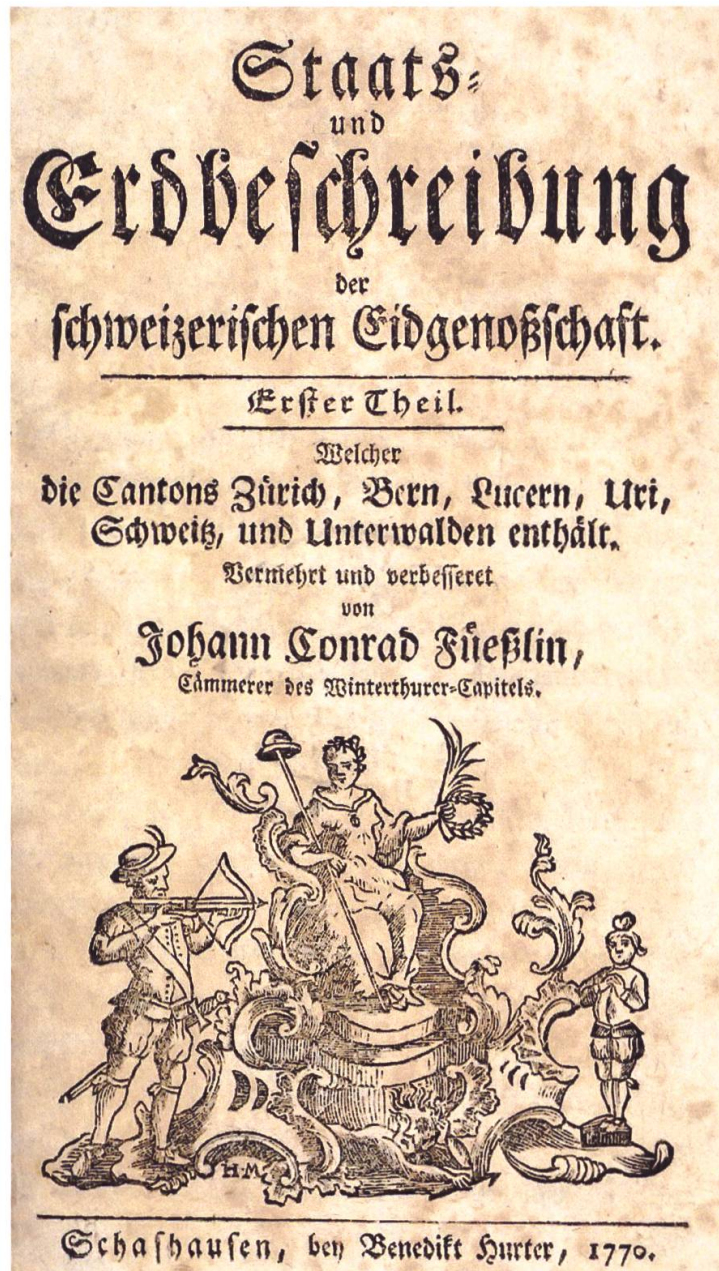 Staats-
und
Erdbeschreibung
der
schweizerischen Eidgenoßschaft.
Erster Theil.
Welcher
die Cantons Zürich, Bern, Lucern, Uri,
Schweitz, und Unterwalden enthält.
Vermehrt und verbesseret
von
Johann Conrad Füeßlin,
Cämmerer des Winterthurer-Capitels.
HM
Schafhausen, bey Benedikt Hurter, 1770.